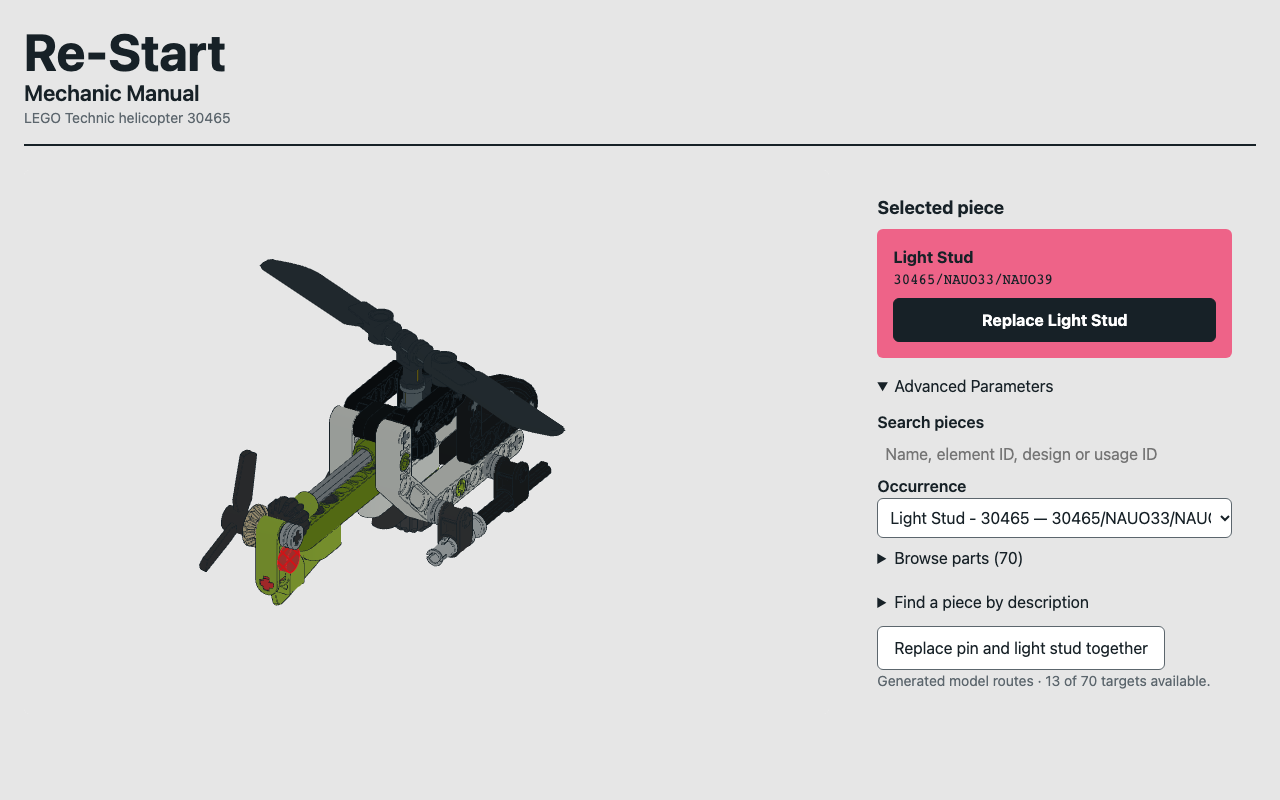 Re-Start
Mechanic Manual
LEGO Technic helicopter 30465
Selected piece
Light Stud
30465/NAUO33/NAUO39
Replace Light Stud
▼ Advanced Parameters
Search pieces
Name, element ID, design or usage ID
Occurrence
Light Stud - 30465 — 30465/NAUO33/NAU
▶ Browse parts (70)
▶ Find a piece by description
Replace pin and light stud together
Generated model routes · 13 of 70 targets available.